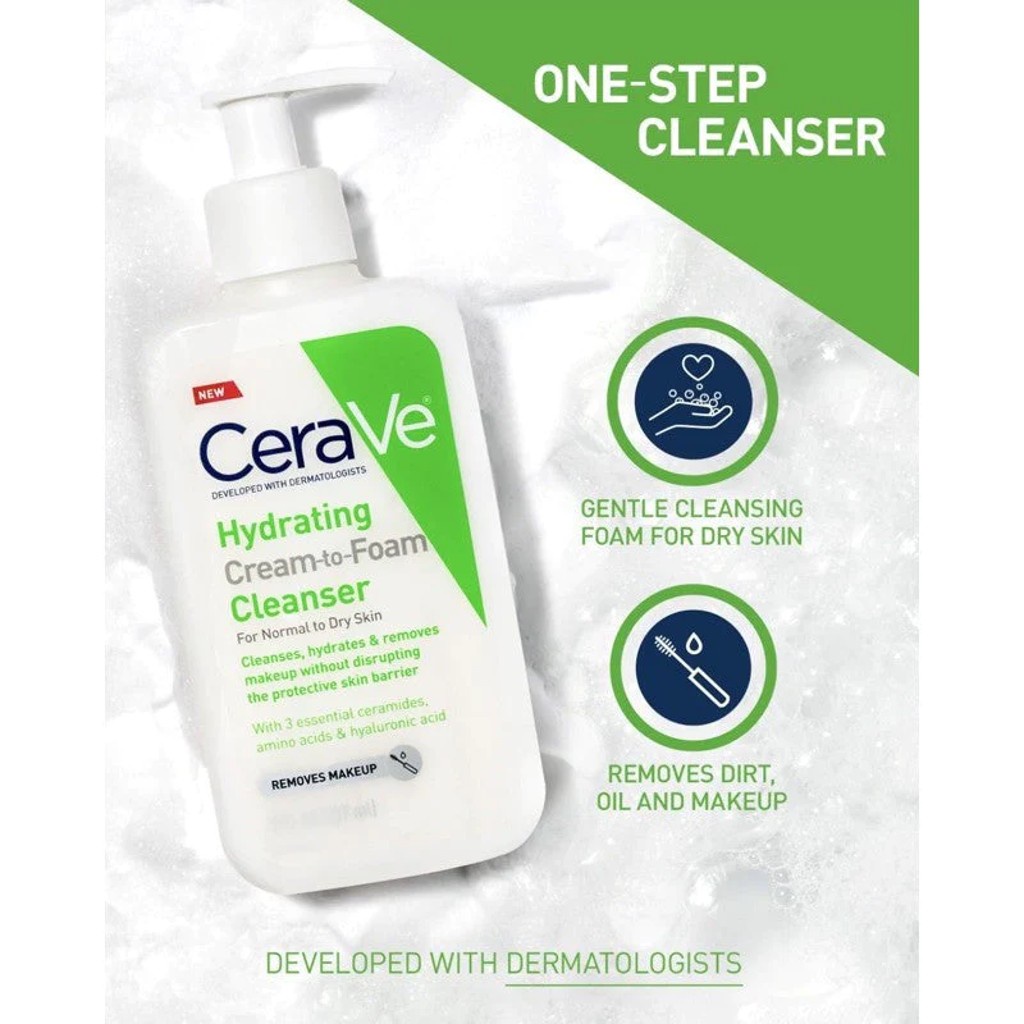 ONE-STEP
CLEANSER
NEW
CeraVe®
DEVELOPED WITH DERMATOLOGISTS
Hydrating
Cream-to-Foam
Cleanser
For Normal to Dry Skin
Cleanses, hydrates & removes
makeup without disrupting
the protective skin barrier
With 3 essential ceramides,
amino acids & hyaluronic acid
REMOVES MAKEUP
GENTLE CLEANSING
FOAM FOR DRY SKIN
REMOVES DIRT,
OIL AND MAKEUP
DEVELOPED WITH DERMATOLOGISTS